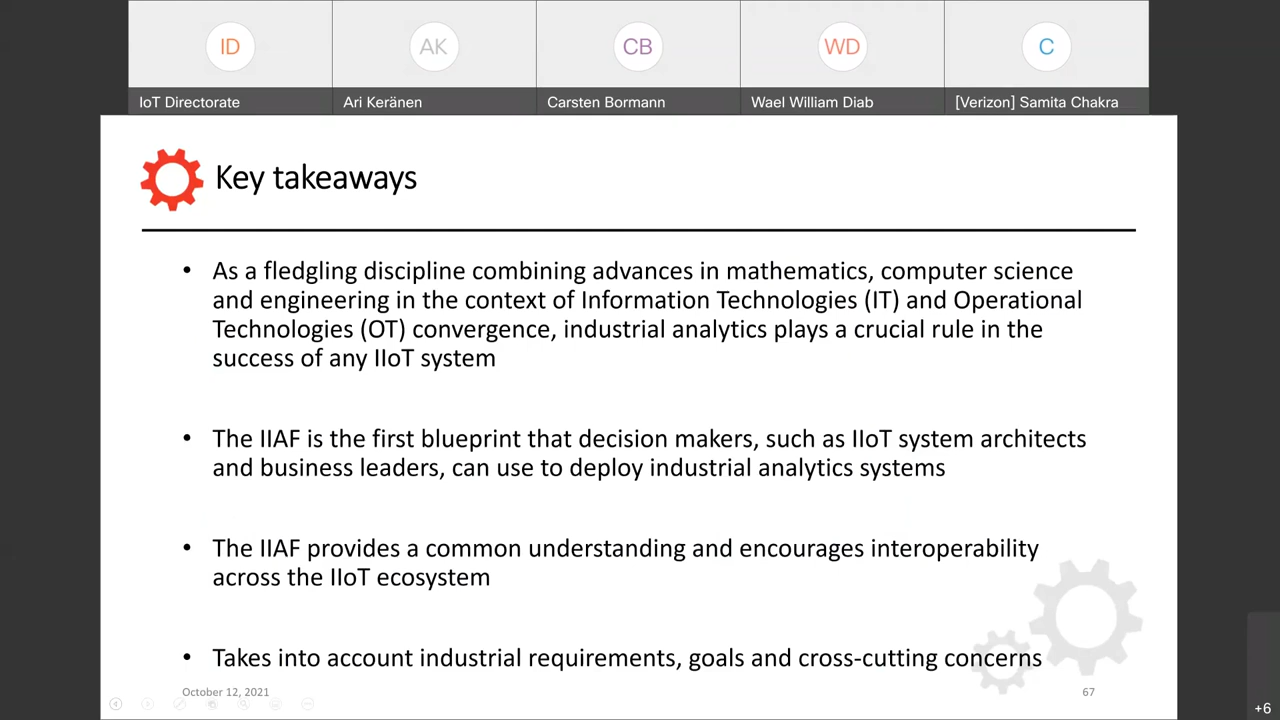 ID AK CB WD C
IoT Directorate Ari Keränen Carsten Bormann Wael William Diab [Verizon] Samita Chakra
Key takeaways
• As a fledgling discipline combining advances in mathematics, computer science
and engineering in the context of Information Technologies (IT) and Operational
Technologies (OT) convergence, industrial analytics plays a crucial rule in the
success of any IIoT system
• The IIAF is the first blueprint that decision makers, such as IIoT system architects
and business leaders, can use to deploy industrial analytics systems
• The IIAF provides a common understanding and encourages interoperability
across the IIoT ecosystem
• Takes into account industrial requirements, goals and cross-cutting concerns
October 12, 2021 67
+6